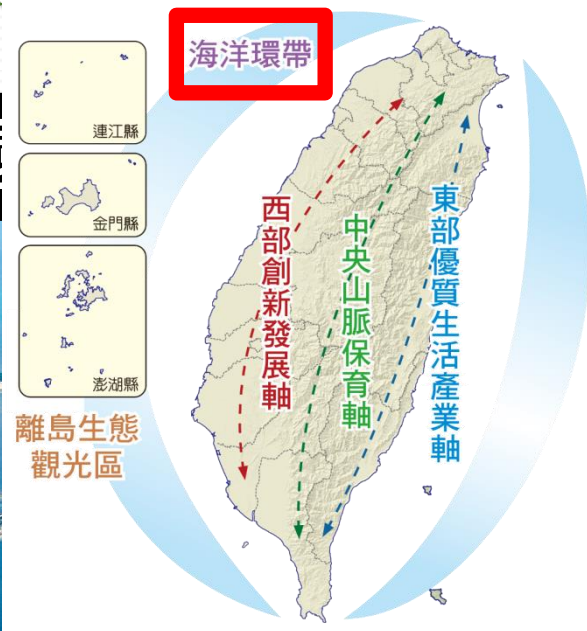 海洋環帶
連江縣
金門縣
澎湖縣
離島生態
觀光區
西部創新發展軸
中央山脈保育軸
東部優質生活產業軸